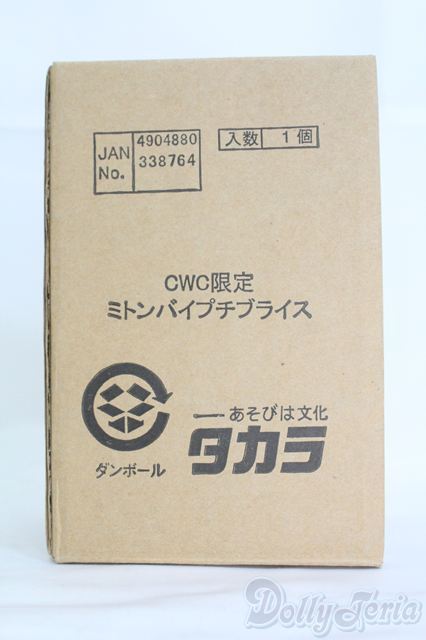 JAN No.
4904880
338764
入数 1個
CWC限定
ミトンバイプチブライス
ダンボール
あそびは文化
タカラ
DollyTeria